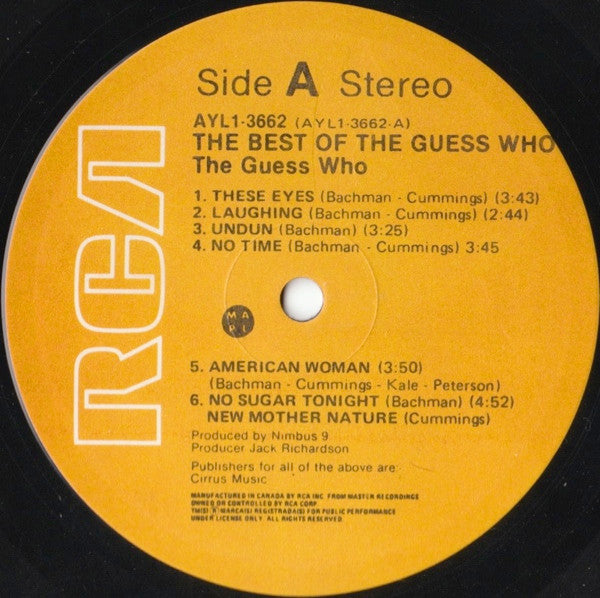 Side A Stereo
AYL1-3662 (AYL1-3662-A)
THE BEST OF THE GUESS WHO
The Guess Who
1. THESE EYES (Bachman - Cummings) (3:43)
2. LAUGHING (Bachman - Cummings) (2:44)
3. UNDUN (Bachman) (3:25)
4. NO TIME (Bachman - Cummings) 3:45
RCA
MA
PL
5. AMERICAN WOMAN (3:50)
(Bachman - Cummings - Kale - Peterson)
6. NO SUGAR TONIGHT (Bachman) (4:52)
NEW MOTHER NATURE (Cummings)
Produced by Nimbus 9
Producer Jack Richardson
Publishers for all of the above are:
Cirrus Music
MANUFACTURED IN CANADA BY RCA INC. FROM MASTER RECORDINGS
OWNED OR CONTROLLED BY RCA CORP.
TM(S) ® MARCA(S) REGISTRADA(S) FOR PUBLIC PERFORMANCE
UNDER LICENSE ONLY. ALL RIGHTS RESERVED.